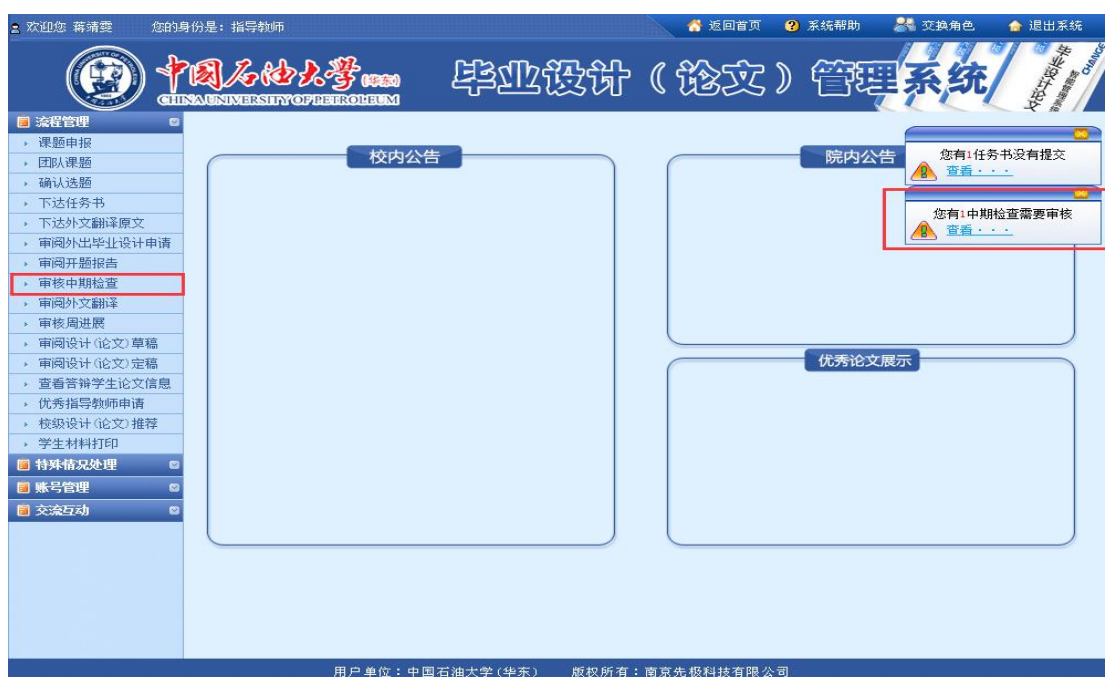 欢迎您 蒋靖雯 您的身份是：指导教师
返回首页 系统帮助 交换角色 退出系统
中国石油大学(华东)
CHINA UNIVERSITY OF PETROLEUM
毕业设计（论文）管理系统
流程管理
课题申报
团队课题
确认选题
下达任务书
下达外文翻译原文
审阅外出毕业设计申请
审阅开题报告
审核中期检查
审阅外文翻译
审核周进展
审阅设计(论文)草稿
审阅设计(论文)定稿
查看答辩学生论文信息
优秀指导教师申请
校级设计(论文)推荐
学生材料打印
特殊情况处理
账号管理
交流互动
校内公告
院内公告
您有1任务书没有提交
查看・・・
您有1中期检查需要审核
查看・・・
优秀论文展示
用户单位：中国石油大学(华东) 版权所有：南京先极科技有限公司